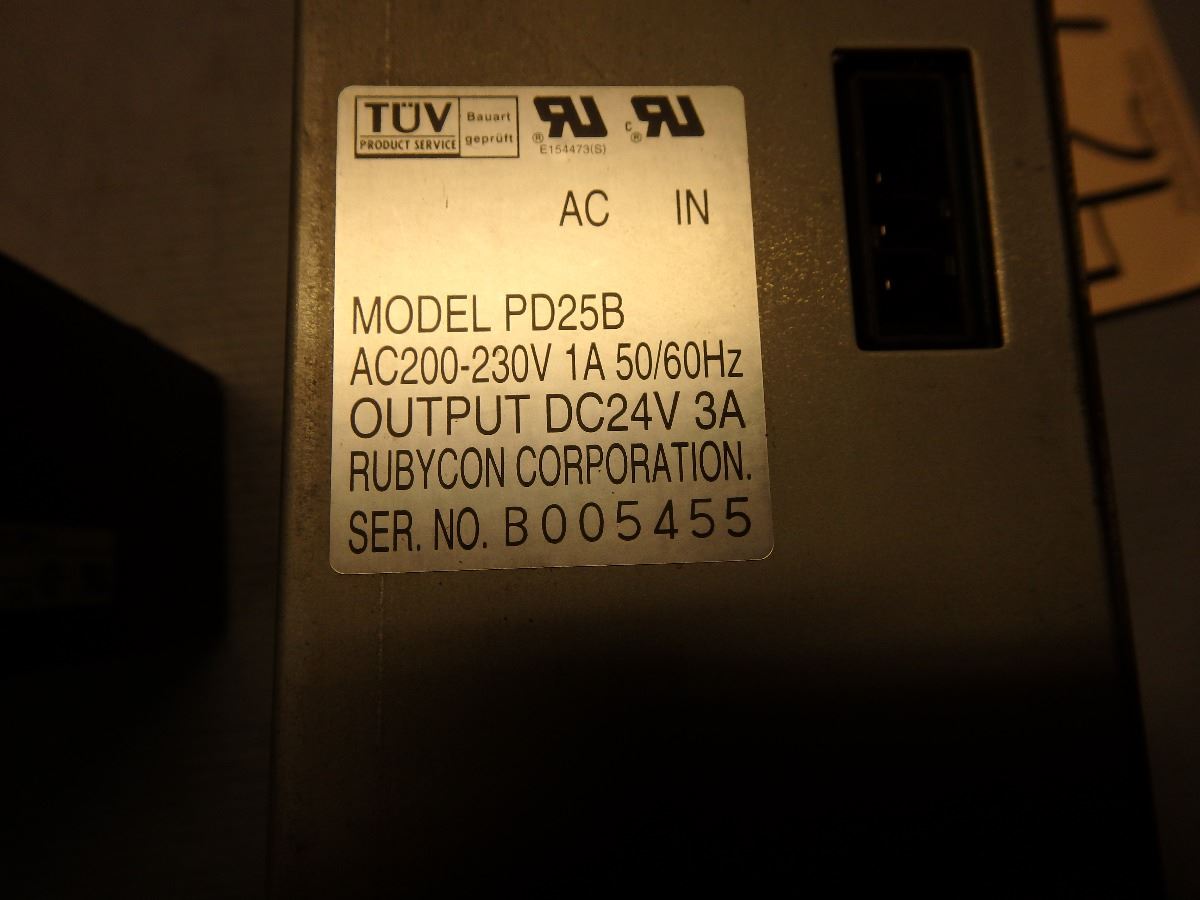 TÜV
PRODUCT SERVICE
Bauart
geprüft
®
E154473(S)
c
®
AC IN
MODEL PD25B
AC200-230V 1A 50/60Hz
OUTPUT DC24V 3A
RUBYCON CORPORATION.
SER. NO. B005455